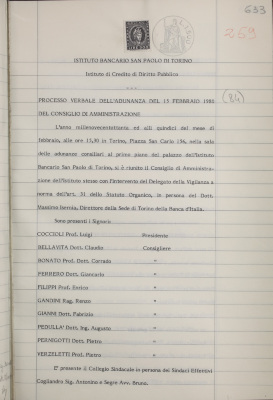 633
269
(84)
ISTITUTO BANCARIO SAN PAOLO DI TORINO
Istituto di Credito di Diritto Pubblico
PROCESSO VERBALE DELL'ADUNANZA DEL 15 FEBBRAIO 1980
DEL CONSIGLIO DI AMMINISTRAZIONE
L'anno millenovecentottanta ed alli quindici del mese di
febbraio, alle ore 15,30 in Torino, Piazza San Carlo 156, nella sala
delle adunanze consiliari al primo piano del palazzo dell'Istituto
Bancario San Paolo di Torino, si è riunito il Consiglio di Amministra-
zione dell'Istituto stesso con l'intervento del Delegato della Vigilanza a
norma dell'art. 31 dello Statuto Organico, in persona del Dott.
Massimo Direttore della Sede di Torino della Banca d'Italia.
Sono presenti i Signori:
COCCIOLI Prof. Luigi Presidente
BELLAVITA Dott. Claudio Consigliere
BONATO Prof. Dott. Corrado "
FERRERO Dott. Giancarlo "
FILIPPI Prof. Enrico "
GANDINI Rag. Renzo "
GIANNI Dott. Fabrizio "
PEDULLA' Dott. Ing. Augusto "
PERNIGOTTI Dott. Pietro "
VERZELETTI Prof. Pietro "
E' presente il Collegio Sindacale in persona dei Sindaci Effettivi
Cogliandro Sig. Antonino e Segre Avv. Bruno.